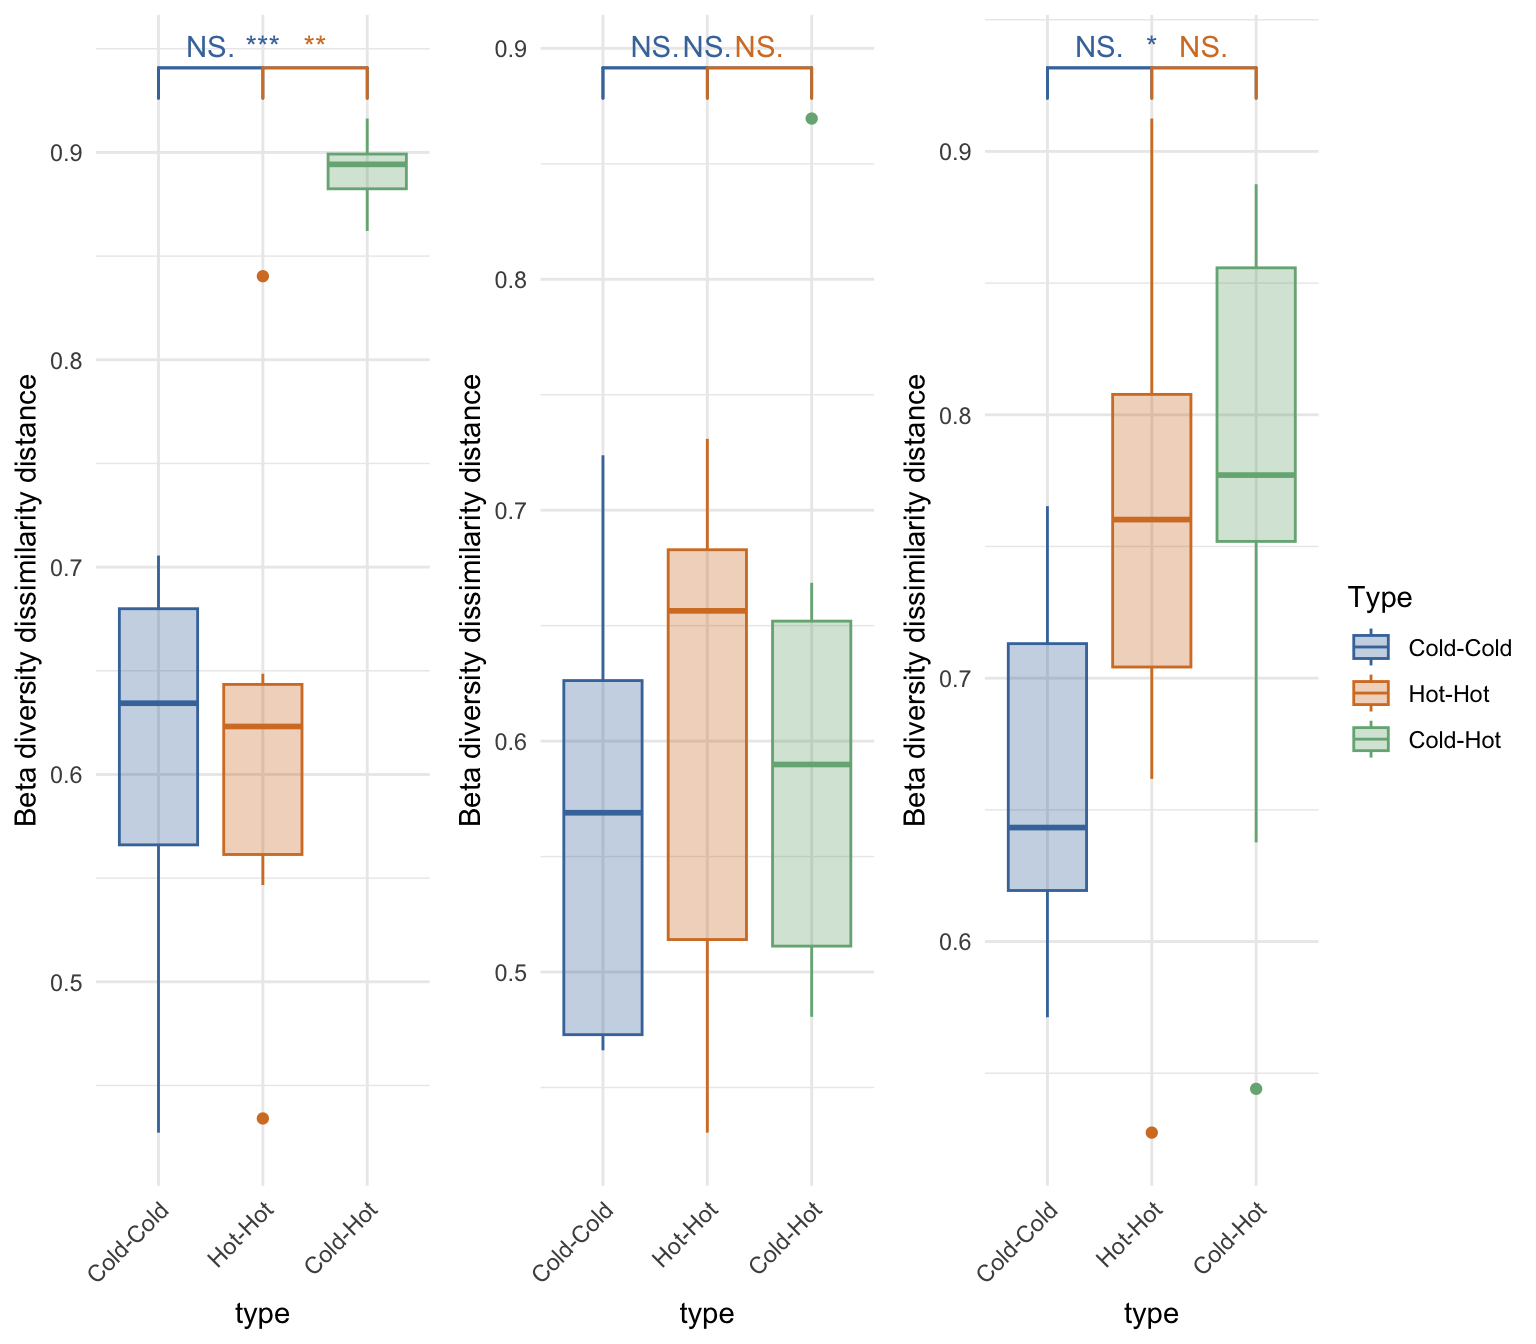 NS. *** **
0.9
0.8
0.7
0.6
0.5
Beta diversity dissimilarity distance
Cold-Cold
Hot-Hot
Cold-Hot
type
NS. NS. NS.
0.9
0.8
0.7
0.6
0.5
Beta diversity dissimilarity distance
Cold-Cold
Hot-Hot
Cold-Hot
type
NS. * NS.
0.9
0.8
0.7
0.6
Beta diversity dissimilarity distance
Cold-Cold
Hot-Hot
Cold-Hot
type
Type
Cold-Cold
Hot-Hot
Cold-Hot